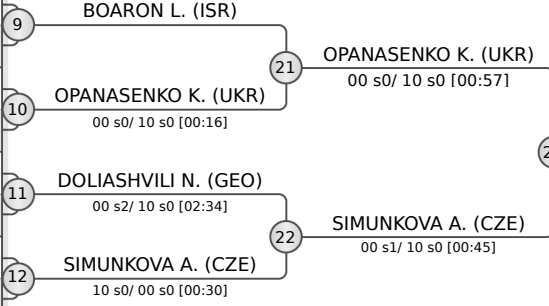 9
BOARON L. (ISR)
21
OPANASENKO K. (UKR)
00 s0/ 10 s0 [00:57]
10
OPANASENKO K. (UKR)
00 s0/ 10 s0 [00:16]
11
DOLIASHVILI N. (GEO)
00 s2/ 10 s0 [02:34]
22
SIMUNKOVA A. (CZE)
00 s1/ 10 s0 [00:45]
12
SIMUNKOVA A. (CZE)
10 s0/ 00 s0 [00:30]